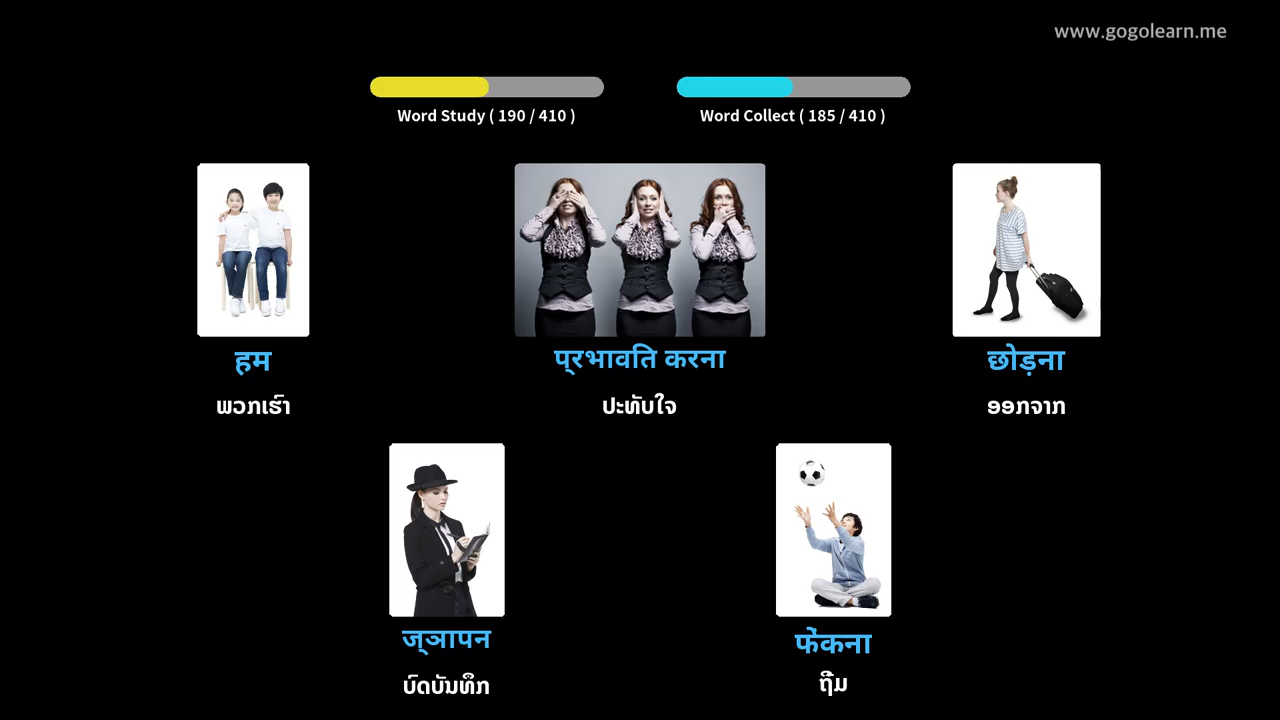 www.gogolearn.me
Word Study ( 190 / 410 )
Word Collect ( 185 / 410 )
हम
प्रभावति करना
छोड़ना
ພວກເຮົາ
ປະທັບໃຈ
ອອກຈາກ
ज्ञापन
फेंकना
ບົດບັນທຶກ
ຖີ້ມ